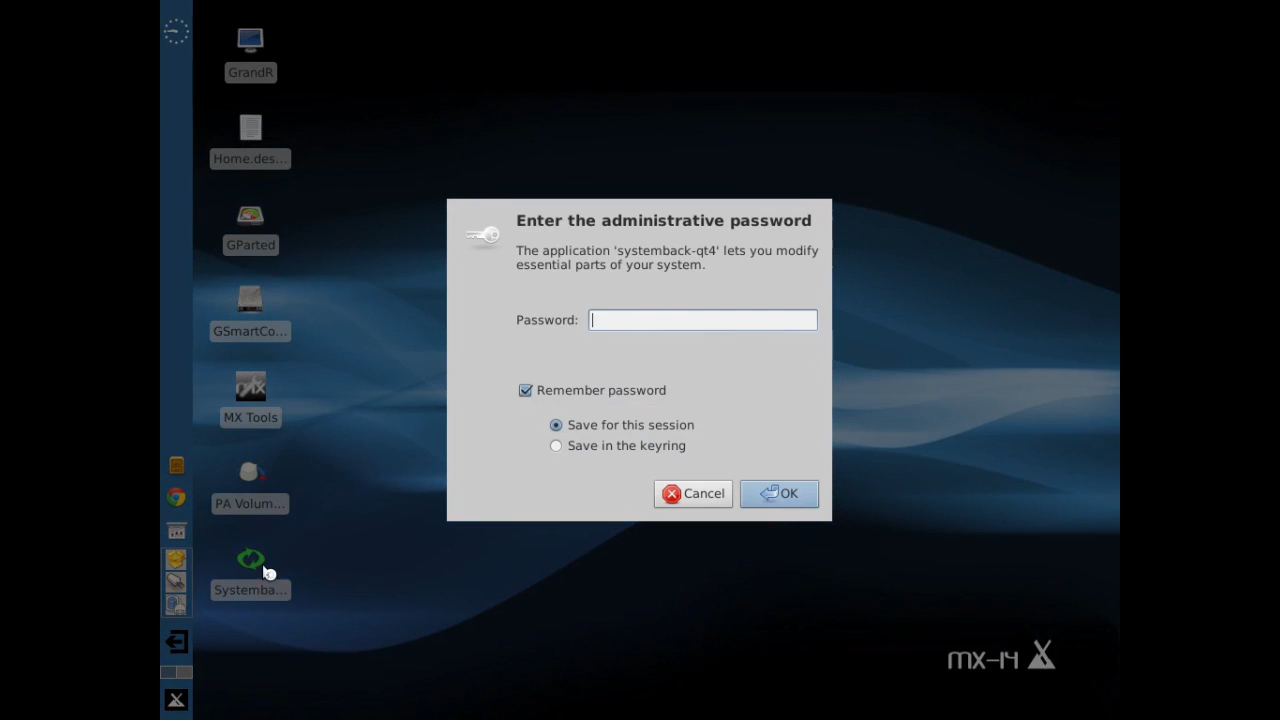 GrandR
Home.des...
GParted
GSmartCo...
MX Tools
PA Volum...
Systemba...
Enter the administrative password
The application 'systemback-qt4' lets you modify
essential parts of your system.
Password:
Remember password
Save for this session
Save in the keyring
Cancel
OK
mx-14